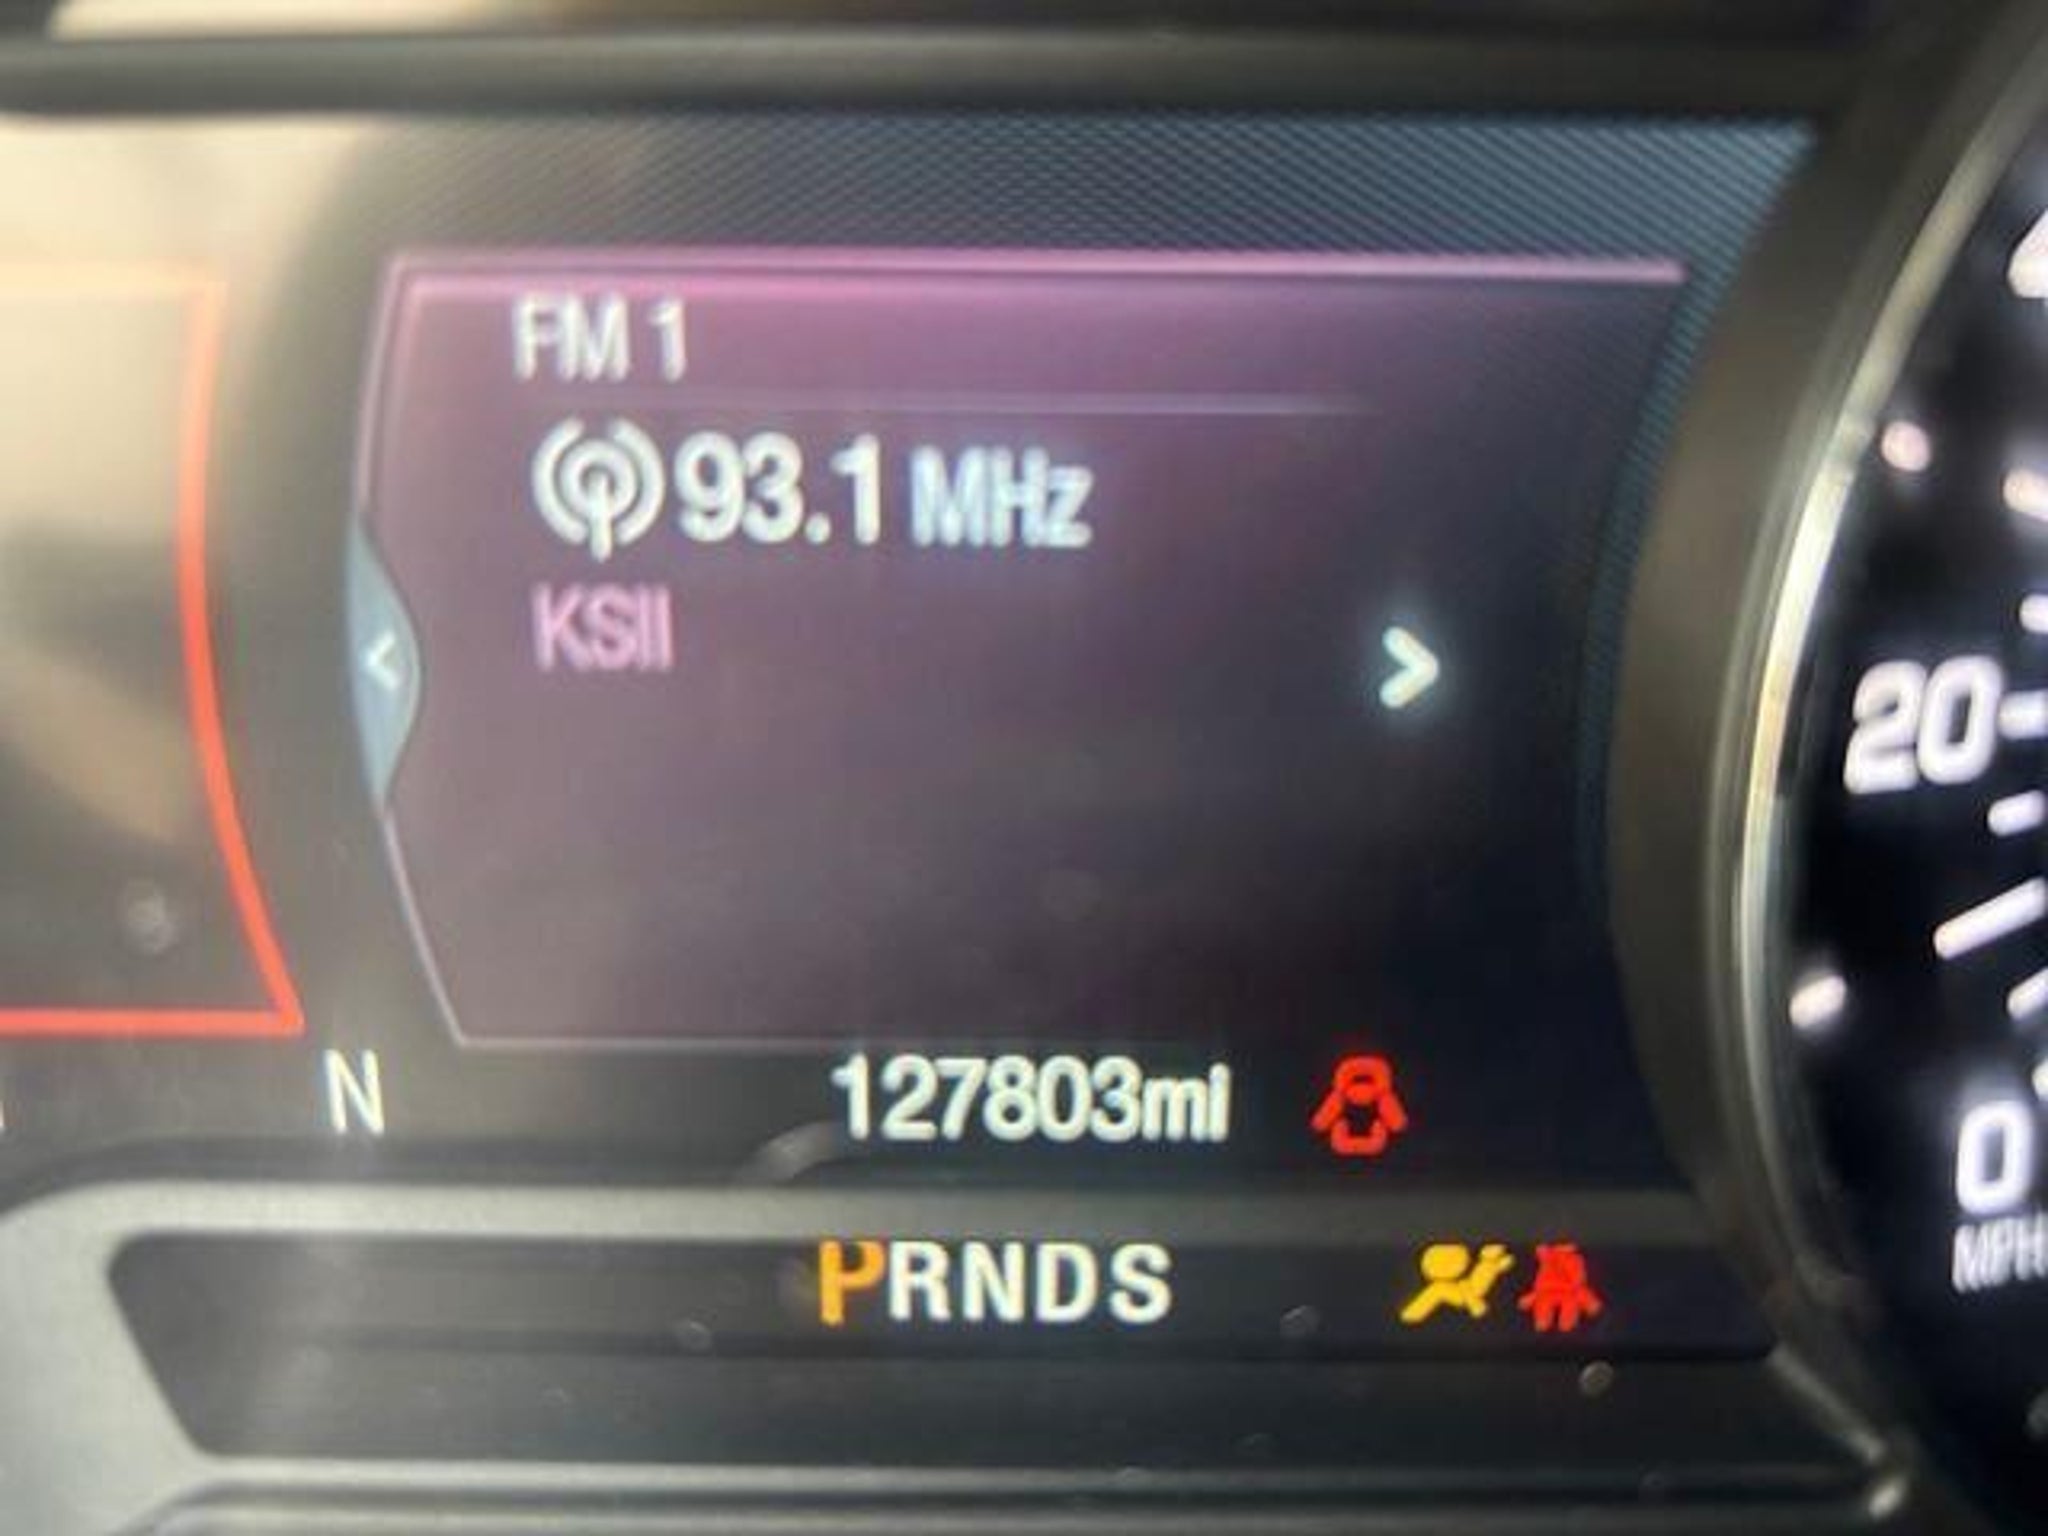 FM 1
93.1 MHz
KSII
20
N
127803mi
0
MPH
PRNDS